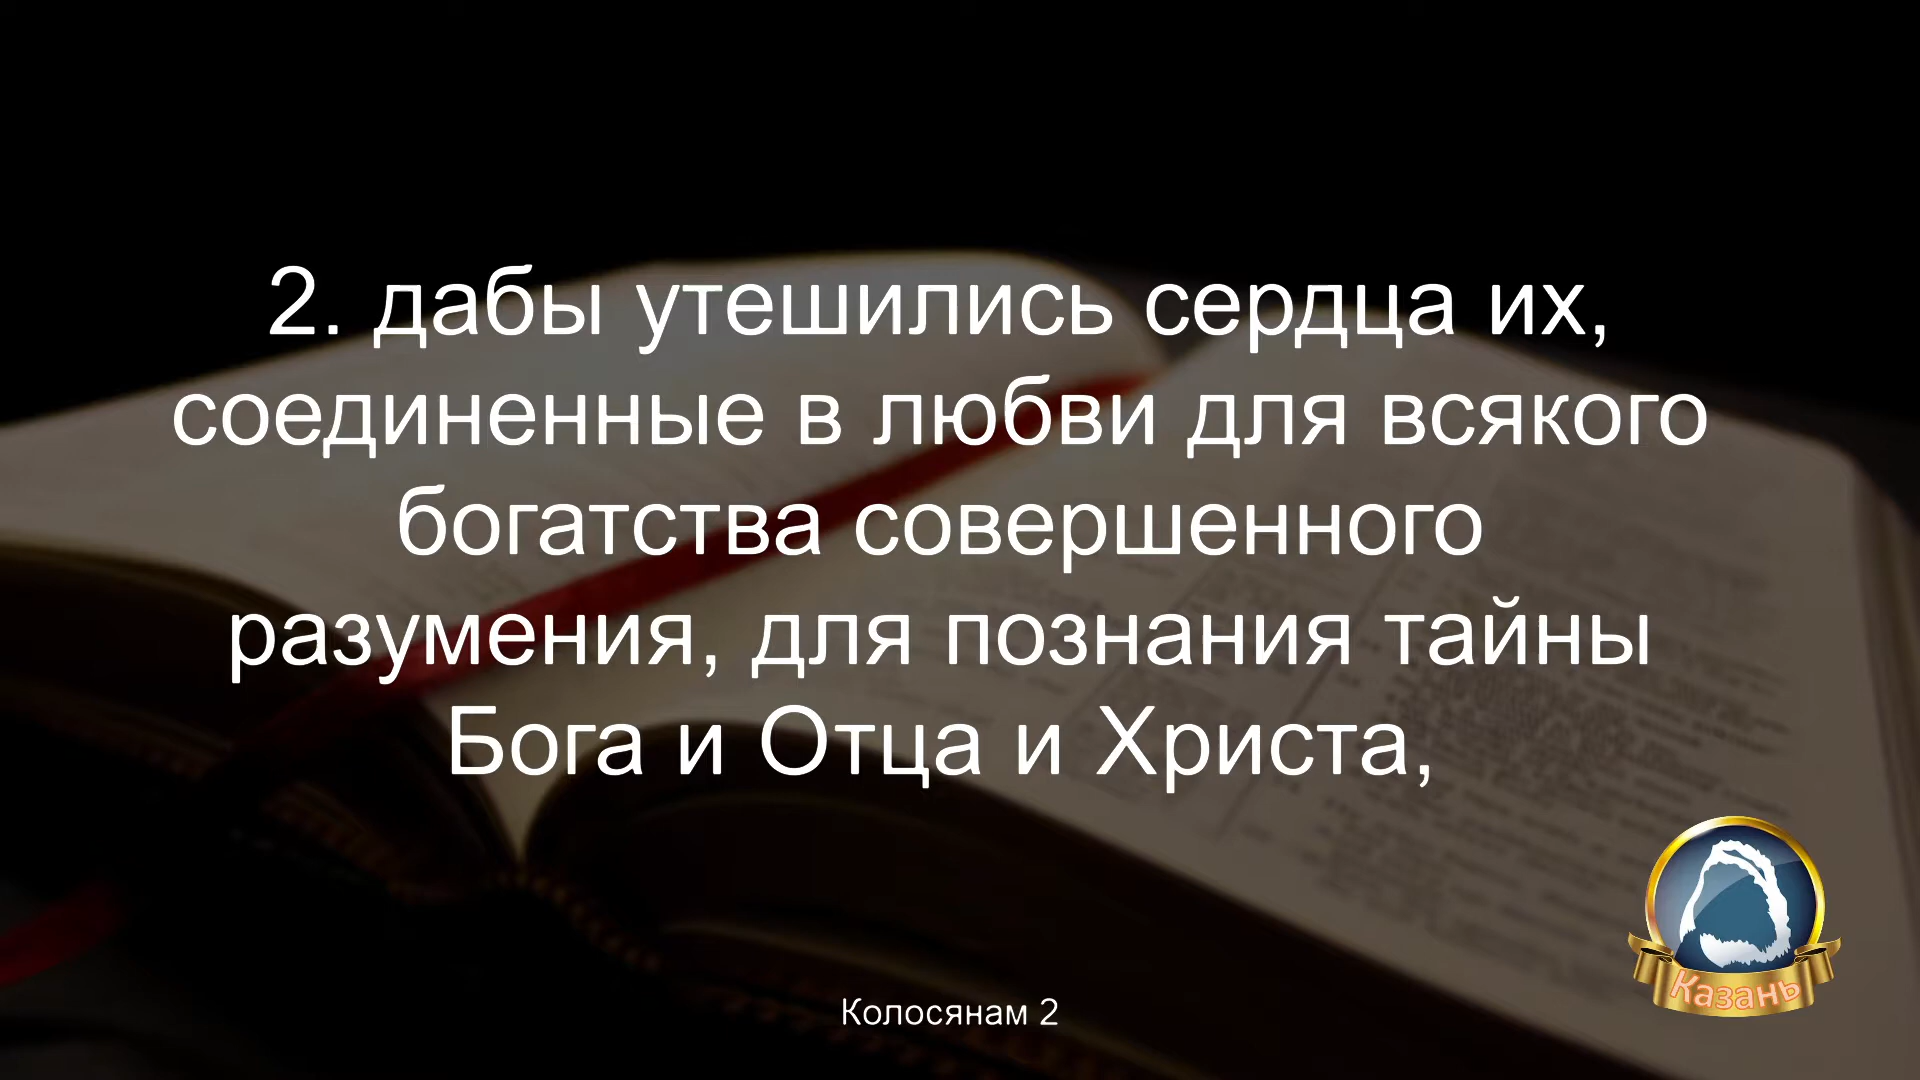 2. дабы утешились сердца их,
соединенные в любви для всякого
богатства совершенного
разумения, для познания тайны
Бога и Отца и Христа,
Казань
Колосянам 2